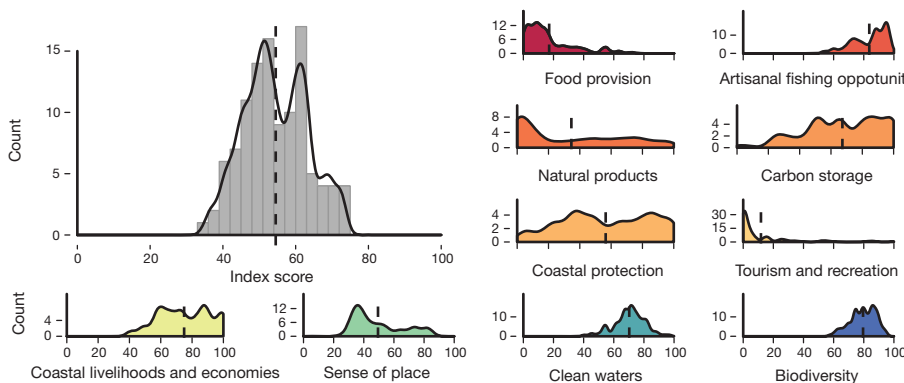 15
10
5
0
Count
0 20 40 60 80 100
Index score
12
6
0
Food provision
10
0
Artisanal fishing oppotunit
8
4
0
Natural products
4
2
0
Carbon storage
4
2
0
Coastal protection
30
15
0
Tourism and recreation
Count
4
0
0 20 40 60 80 100
Coastal livelihoods and economies
12
6
0
0 20 40 60 80 100
Sense of place
10
0
0 20 40 60 80 100
Clean waters
10
0
0 20 40 60 80 100
Biodiversity